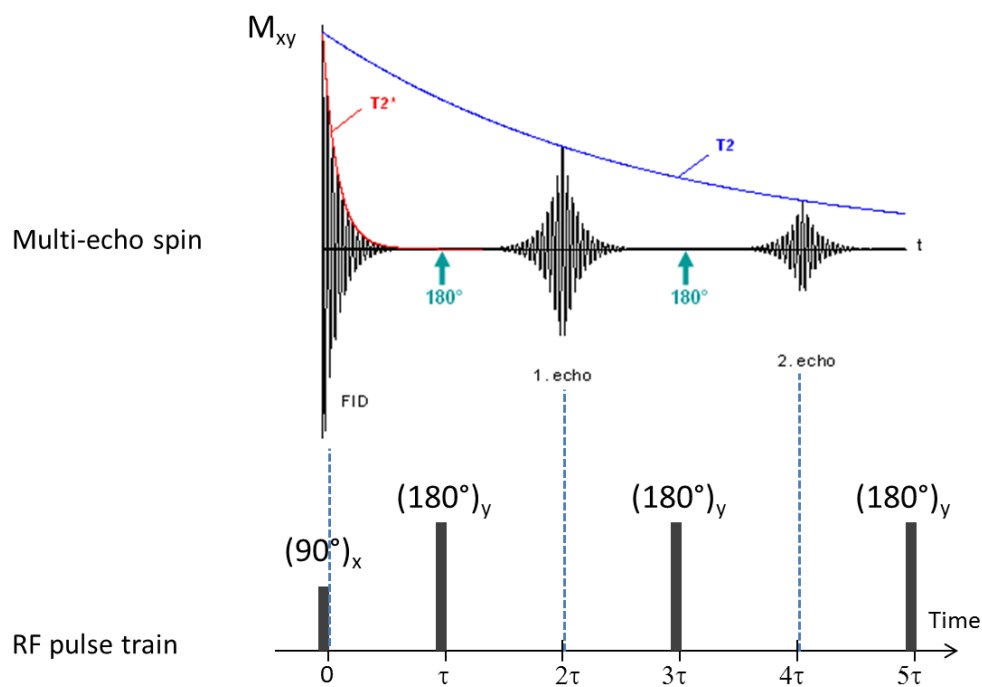 Mxy
T2*
T2
Multi-echo spin
t
180°
180°
1.echo
2.echo
FID
(180°)y
(180°)y
(180°)y
(90°)x
Time
RF pulse train
0
τ
2τ
3τ
4τ
5τ